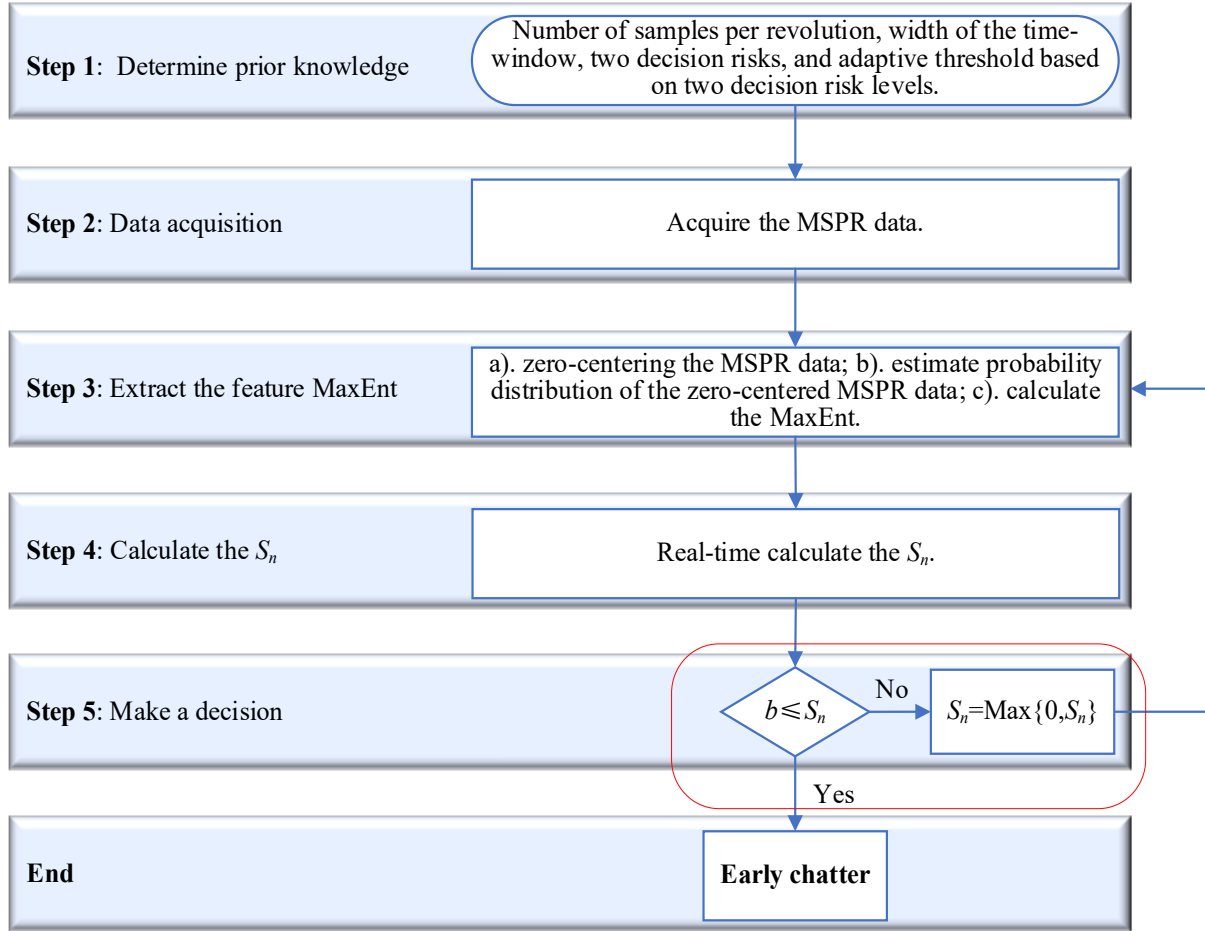 Step 1:  Determine prior knowledge
Number of samples per revolution, width of the time-
window, two decision risks, and adaptive threshold based
on two decision risk levels.
Step 2: Data acquisition
Acquire the MSPR data.
Step 3: Extract the feature MaxEnt
a). zero-centering the MSPR data; b). estimate probability
distribution of the zero-centered MSPR data; c). calculate
the MaxEnt.
Step 4: Calculate the Sₙ
Real-time calculate the Sₙ.
Step 5: Make a decision
b⩽Sₙ
No
Sₙ=Max{0,Sₙ}
Yes
End
Early chatter